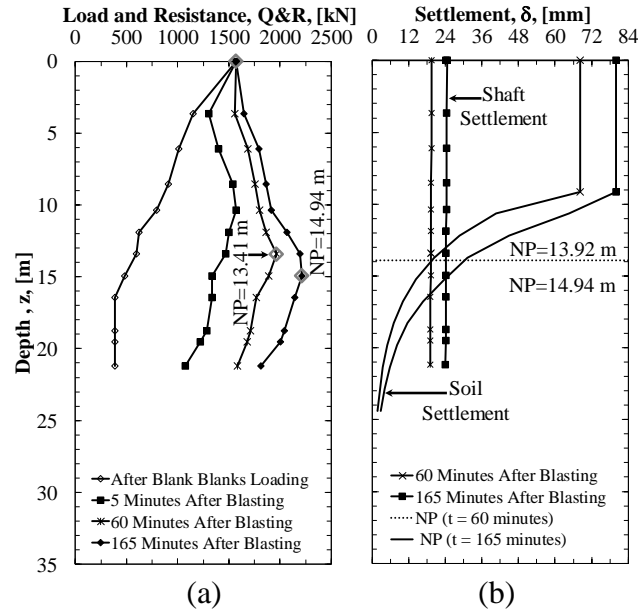 Load and Resistance, Q&R, [kN]
0 500 1000 1500 2000 2500
0
5
10
15
20
25
30
35
Depth , z, [m]
NP=13.41 m
NP=14.94 m
After Blank Blanks Loading
5 Minutes After Blasting
60 Minutes After Blasting
165 Minutes After Blasting
(a)
Settlement, δ, [mm]
0 12 24 36 48 60 72 84
Shaft
Settlement
NP=13.92 m
NP=14.94 m
Soil
Settlement
60 Minutes After Blasting
165 Minutes After Blasting
NP (t = 60 minutes)
NP (t = 165 minutes)
(b)